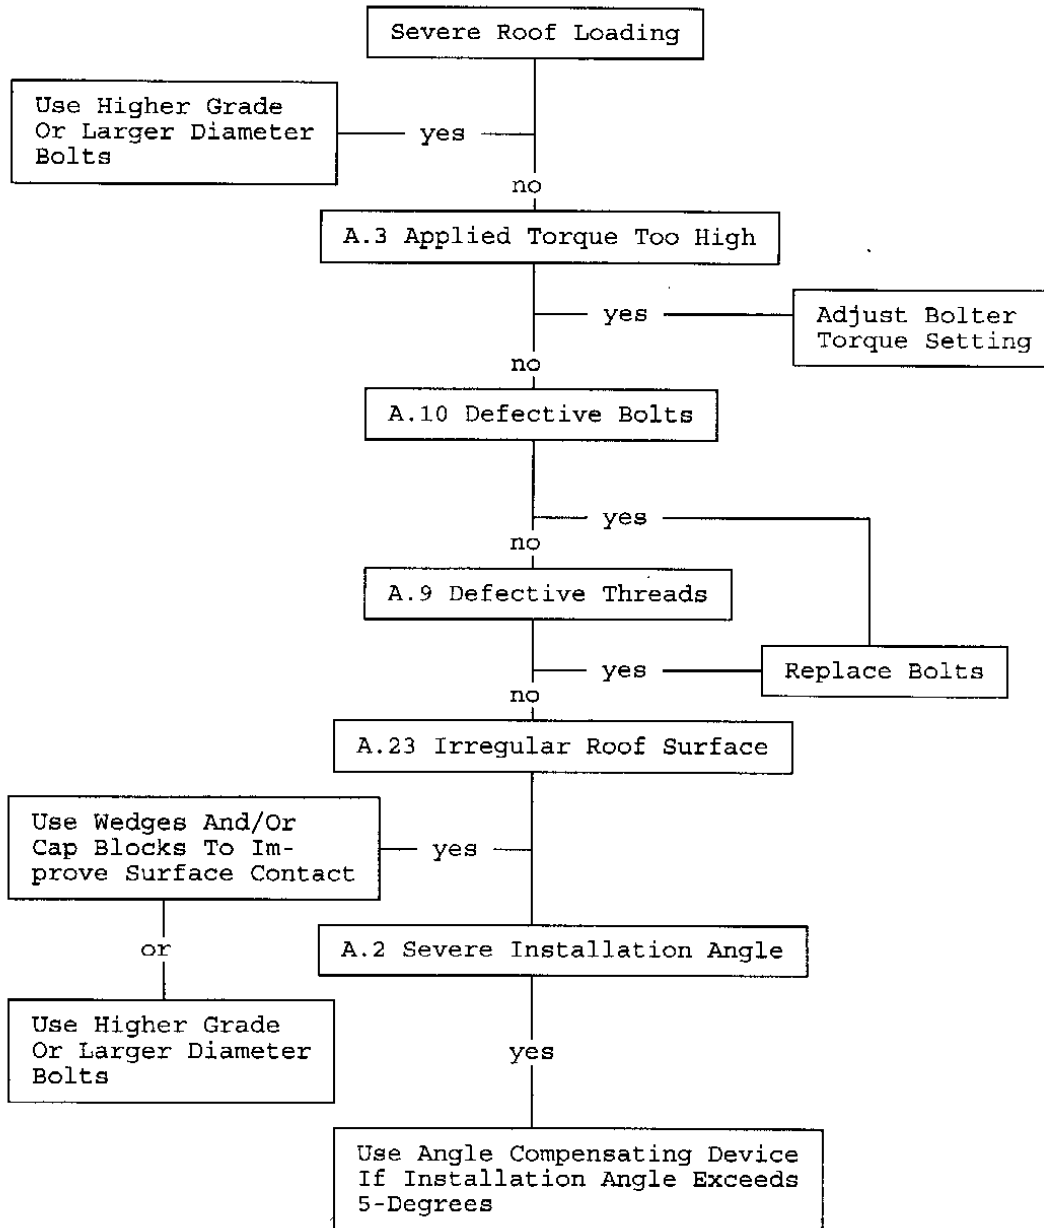 Severe Roof Loading
Use Higher Grade
Or Larger Diameter
Bolts
yes
no
A.3 Applied Torque Too High
yes
Adjust Bolter
Torque Setting
no
A.10 Defective Bolts
yes
no
A.9 Defective Threads
yes
Replace Bolts
no
A.23 Irregular Roof Surface
Use Wedges And/Or
Cap Blocks To Im-
prove Surface Contact
yes
or
A.2 Severe Installation Angle
Use Higher Grade
Or Larger Diameter
Bolts
yes
Use Angle Compensating Device
If Installation Angle Exceeds
5-Degrees